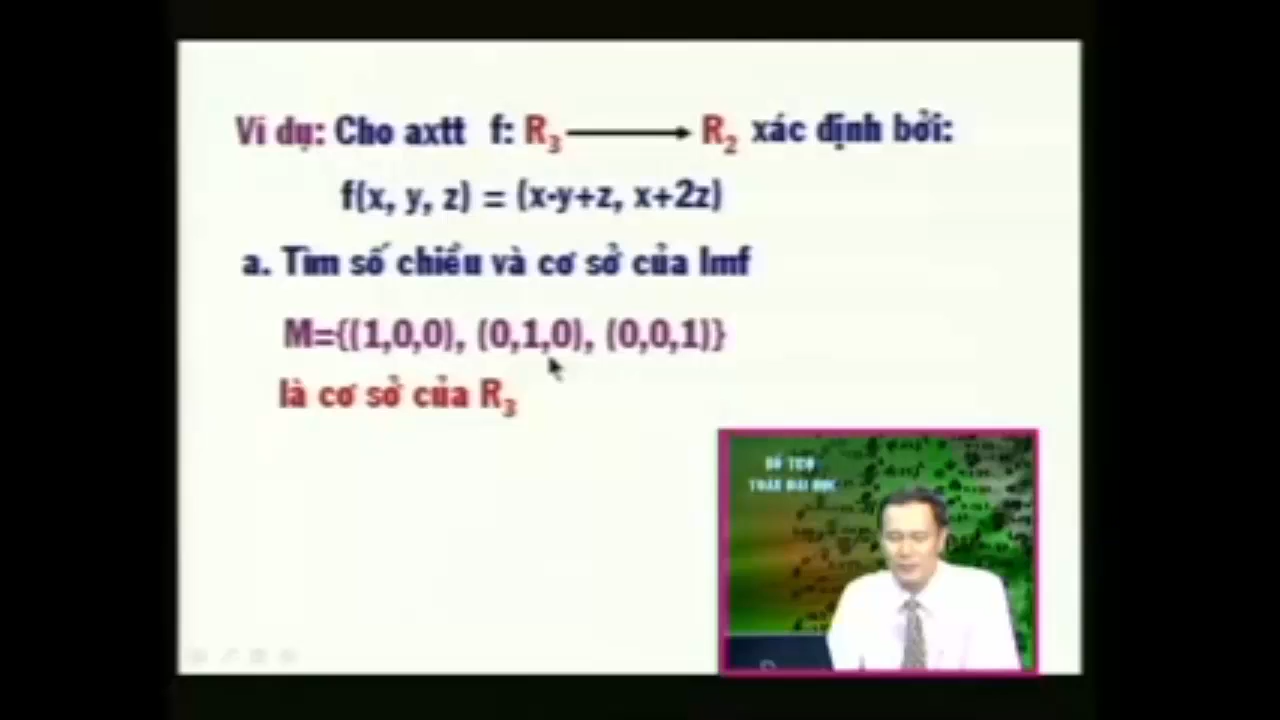 Ví dụ: Cho axtt f: R3 R2 xác định bởi:
f(x, y, z) = (x-y+z, x+2z)
a. Tìm số chiều và cơ sở của Imf
M={(1,0,0), (0,1,0), (0,0,1)}
là cơ sở của R3